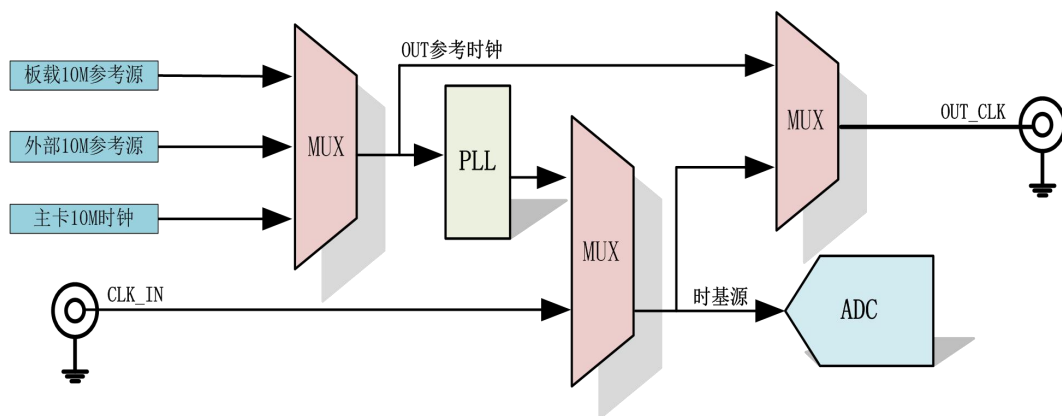 板载10M参考源
外部10M参考源
主卡10M时钟
MUX
OUT参考时钟
PLL
MUX
OUT_CLK
CLK_IN
MUX
时基源
ADC